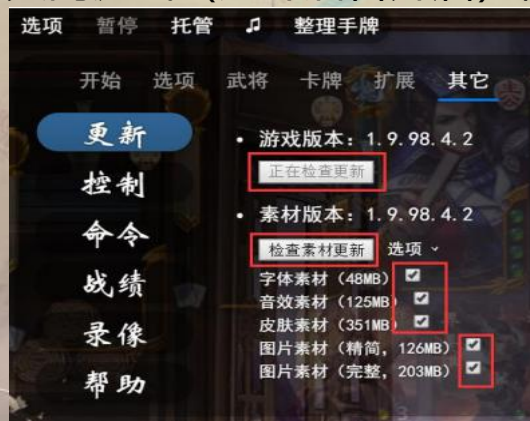 选项 暂停 托管 ♫ 整理手牌
开始 选项 武将 卡牌 扩展 其它
更新
控制
命令
战绩
录像
帮助
• 游戏版本：1.9.98.4.2
正在检查更新
• 素材版本：1.9.98.4.2
检查素材更新 选项
字体素材（48MB）
音效素材（125MB）
皮肤素材（351MB）
图片素材（精简，126MB）
图片素材（完整，203MB）